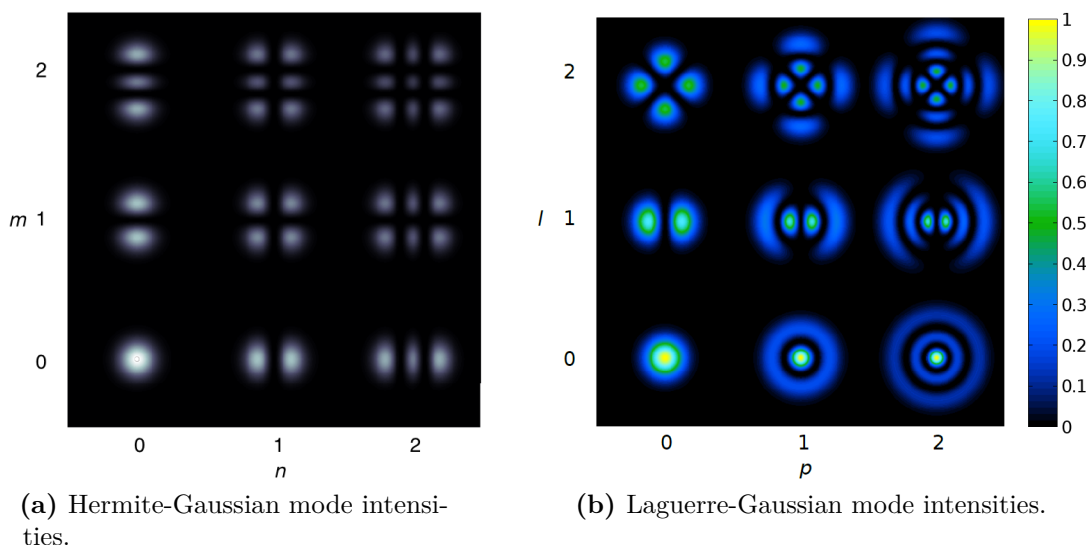 2
m 1
0
0 1 2
n
(a) Hermite-Gaussian mode intensi-
ties.
2
l 1
0
0 1 2
p
1
0.9
0.8
0.7
0.6
0.5
0.4
0.3
0.2
0.1
0
(b) Laguerre-Gaussian mode intensities.